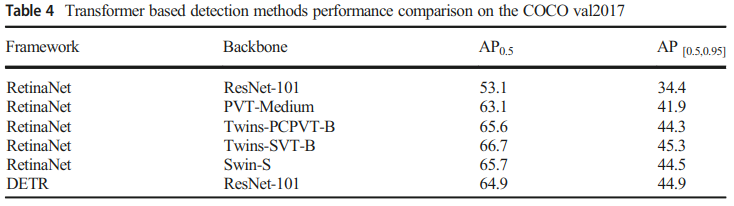 Table 4 Transformer based detection methods performance comparison on the COCO val2017
Framework Backbone AP0.5 AP [0.5,0.95]
RetinaNet ResNet-101 53.1 34.4
RetinaNet PVT-Medium 63.1 41.9
RetinaNet Twins-PCPVT-B 65.6 44.3
RetinaNet Twins-SVT-B 66.7 45.3
RetinaNet Swin-S 65.7 44.5
DETR ResNet-101 64.9 44.9